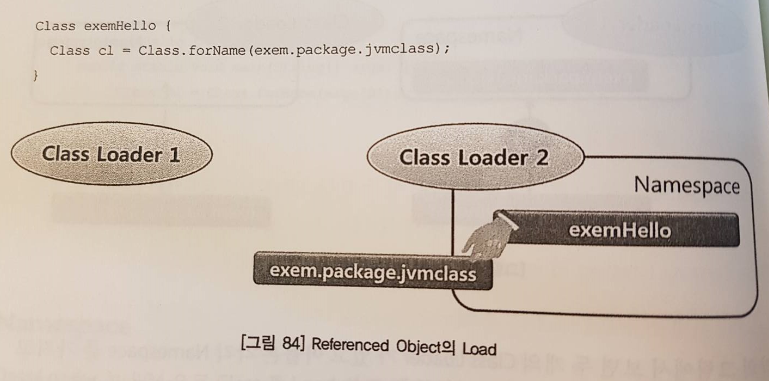 Class exemHello {
Class cl = Class.forName(exem.package.jvmclass);
}
Class Loader 1
Class Loader 2
Namespace
exemHello
exem.package.jvmclass
[그림 84] Referenced Object의 Load